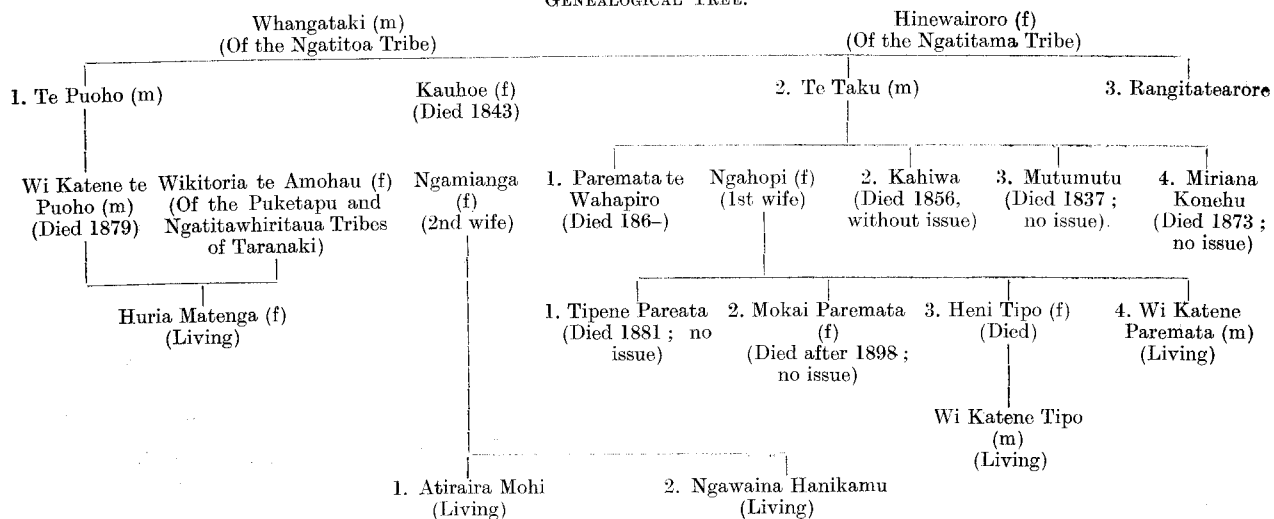 GENEALOGICAL TREE.
Whangataki (m)
(Of the Ngatitoa Tribe)
Hinewairoro (f)
(Of the Ngatitama Tribe)
1. Te Puoho (m)
Kauhoe (f)
(Died 1843)
2. Te Taku (m)
3. Rangitatearore
Wi Katene te
Puoho (m)
(Died 1879)
Wikitoria te Amohau (f)
(Of the Puketapu and
Ngatitawhiritaua Tribes
of Taranaki)
Ngamianga
(f)
(2nd wife)
1. Paremata te
Wahapiro
(Died 186–)
Ngahopi (f)
(1st wife)
2. Kahiwa
(Died 1856,
without issue)
3. Mutumutu
(Died 1837 ;
no issue).
4. Miriana
Konehu
(Died 1873 ;
no issue)
Huria Matenga (f)
(Living)
1. Tipene Pareata
(Died 1881 ; no
issue)
2. Mokai Paremata
(f)
(Died after 1898 ;
no issue)
3. Heni Tipo (f)
(Died)
4. Wi Katene
Paremata (m)
(Living)
Wi Katene Tipo
(m)
(Living)
1. Atiraira Mohi
(Living)
2. Ngawaina Hanikamu
(Living)